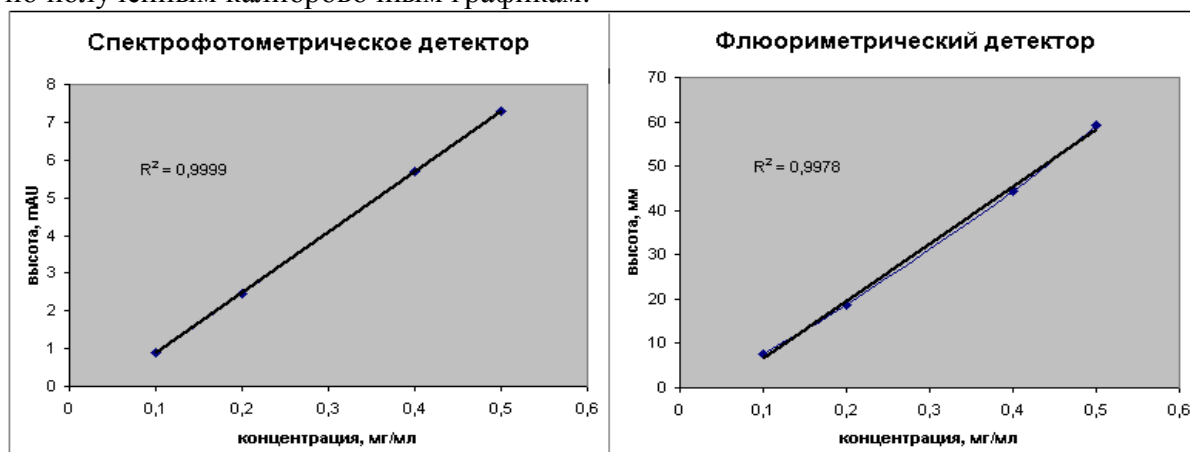 по полученным калибровочным графикам.
Спектрофотометрическое детектор
8
7
6
5
4
3
2
1
0
R² = 0,9999
высота, mAU
0 0,1 0,2 0,3 0,4 0,5 0,6
концентрация, мг/мл
Флюориметрический детектор
70
60
50
40
30
20
10
0
R² = 0,9978
высота, мм
0 0,1 0,2 0,3 0,4 0,5 0,6
концентрация, мг/мл